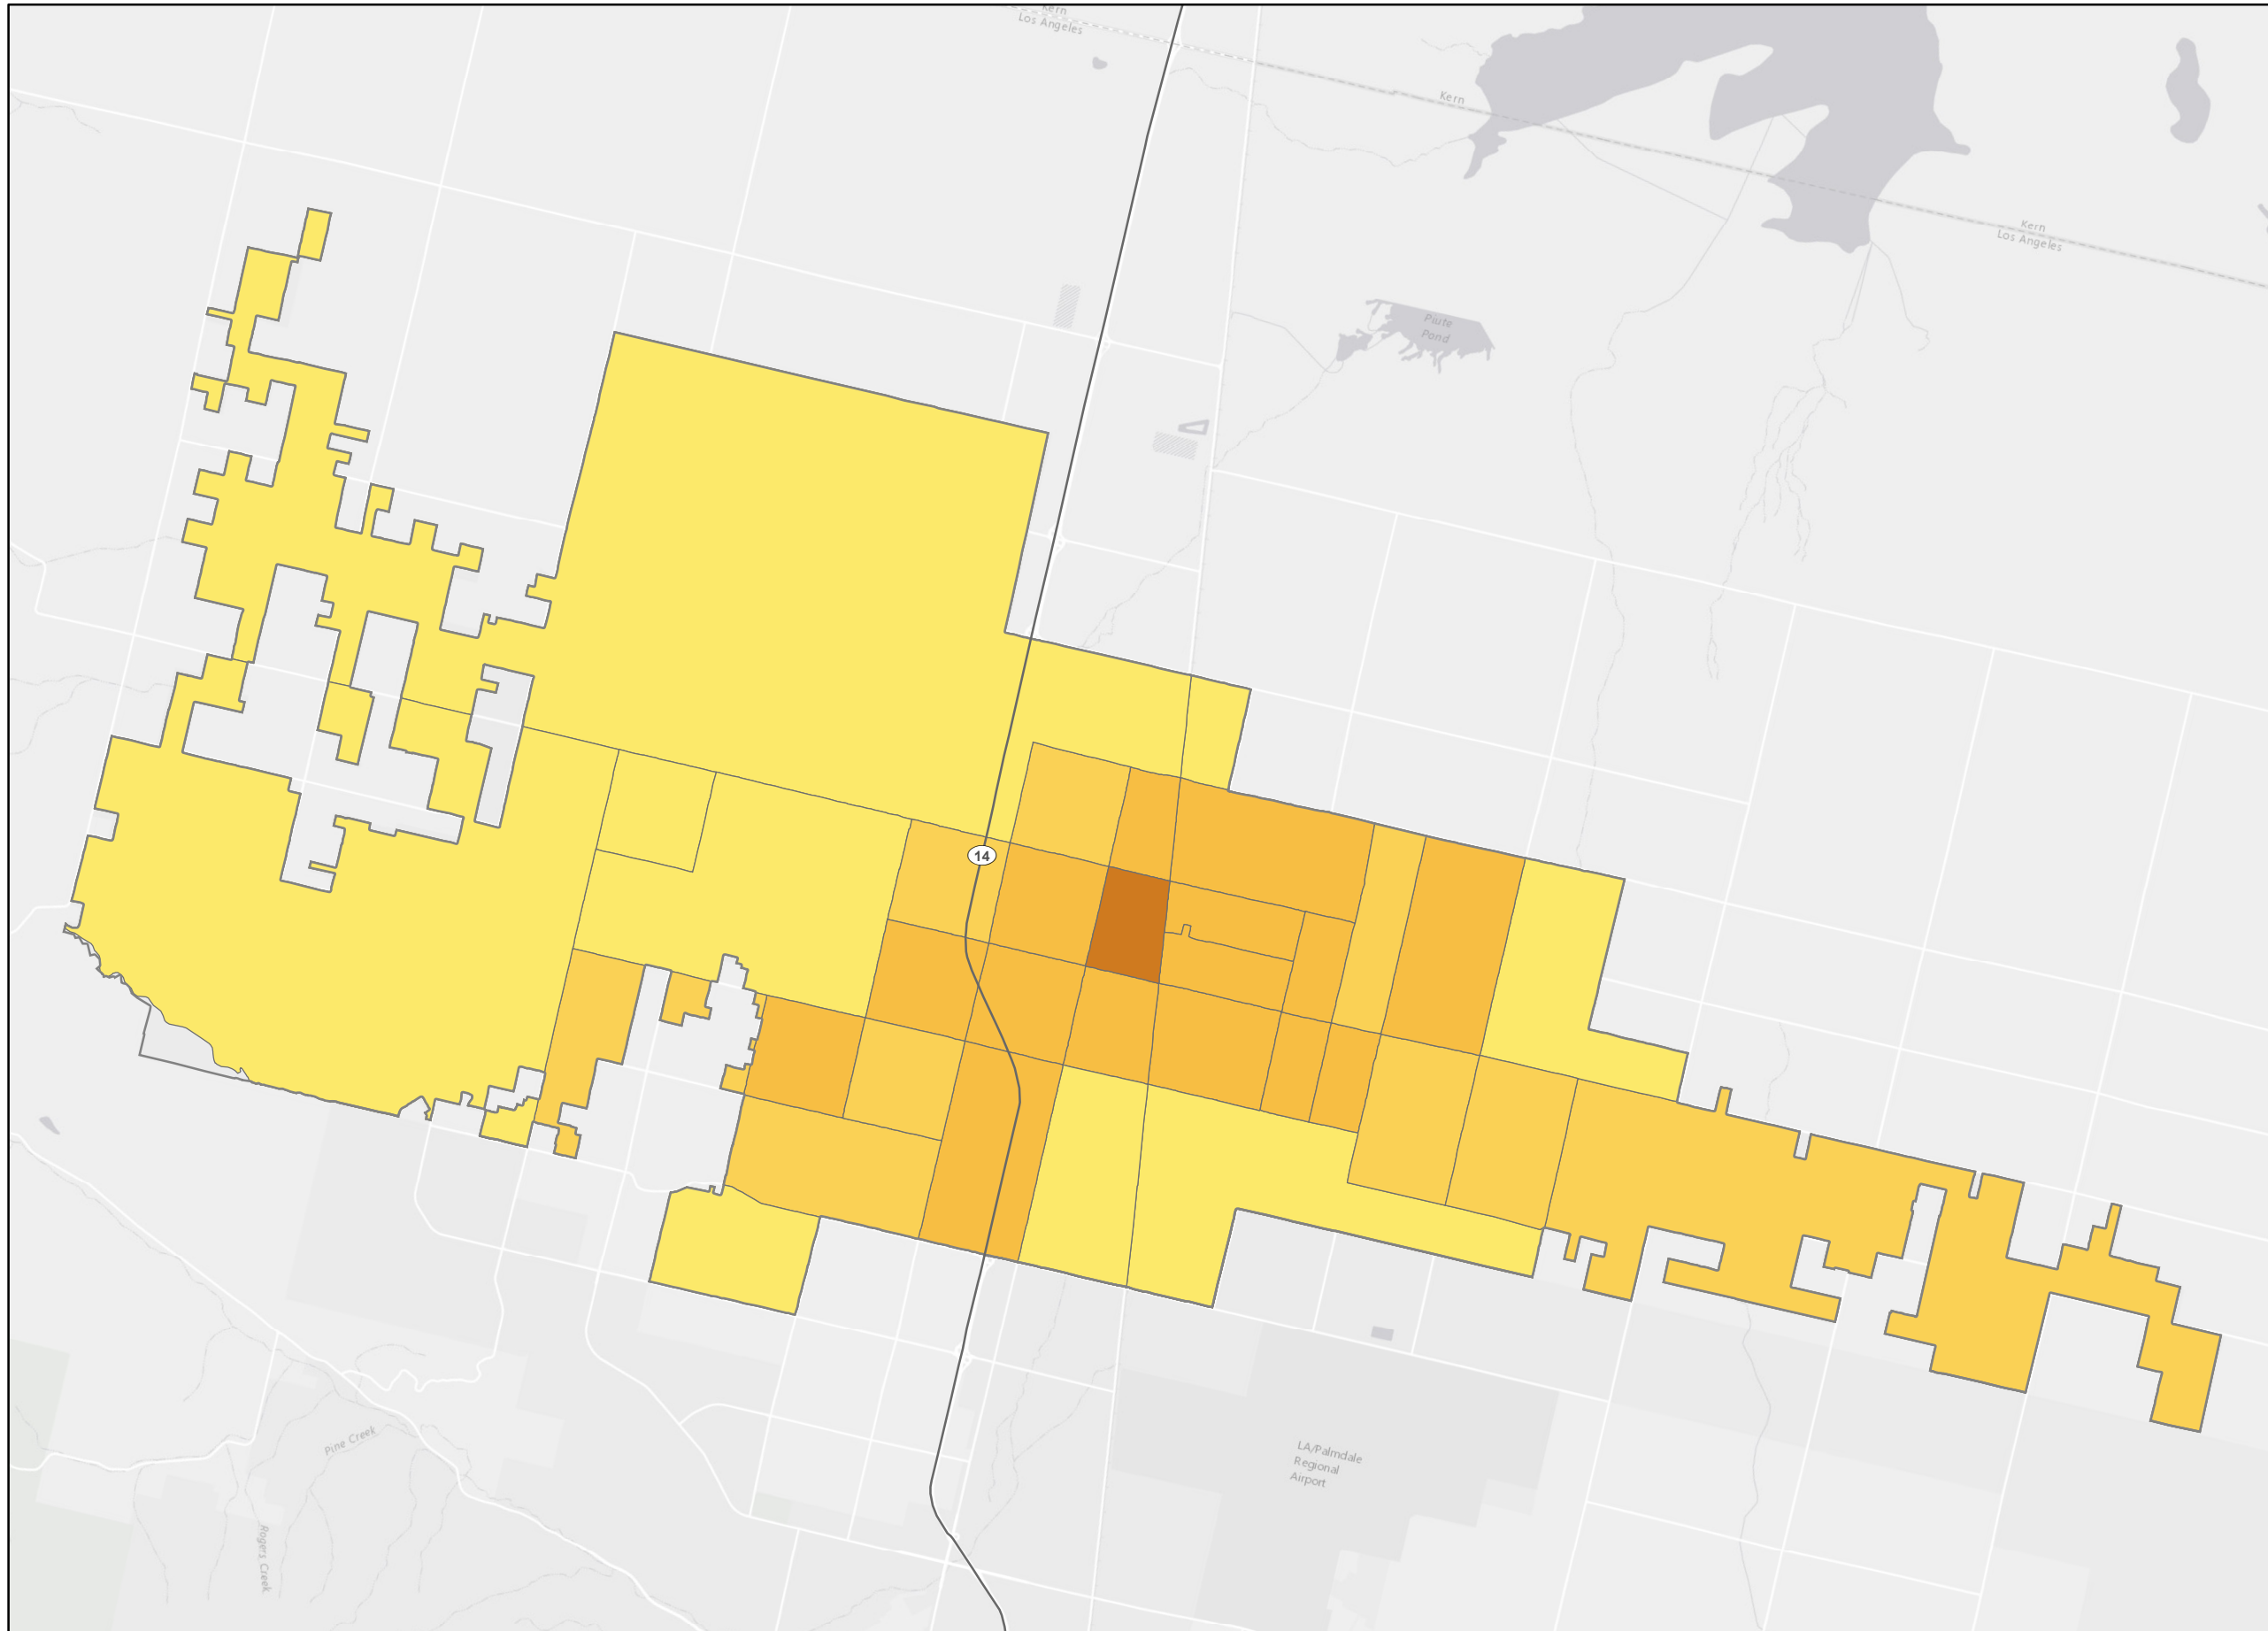 Kern
Los Angeles
Kern
Kern
Los Angeles
Piute
Pond
14
LA/Palmdale
Regional
Airport
Pine Creek
Rogers Creek